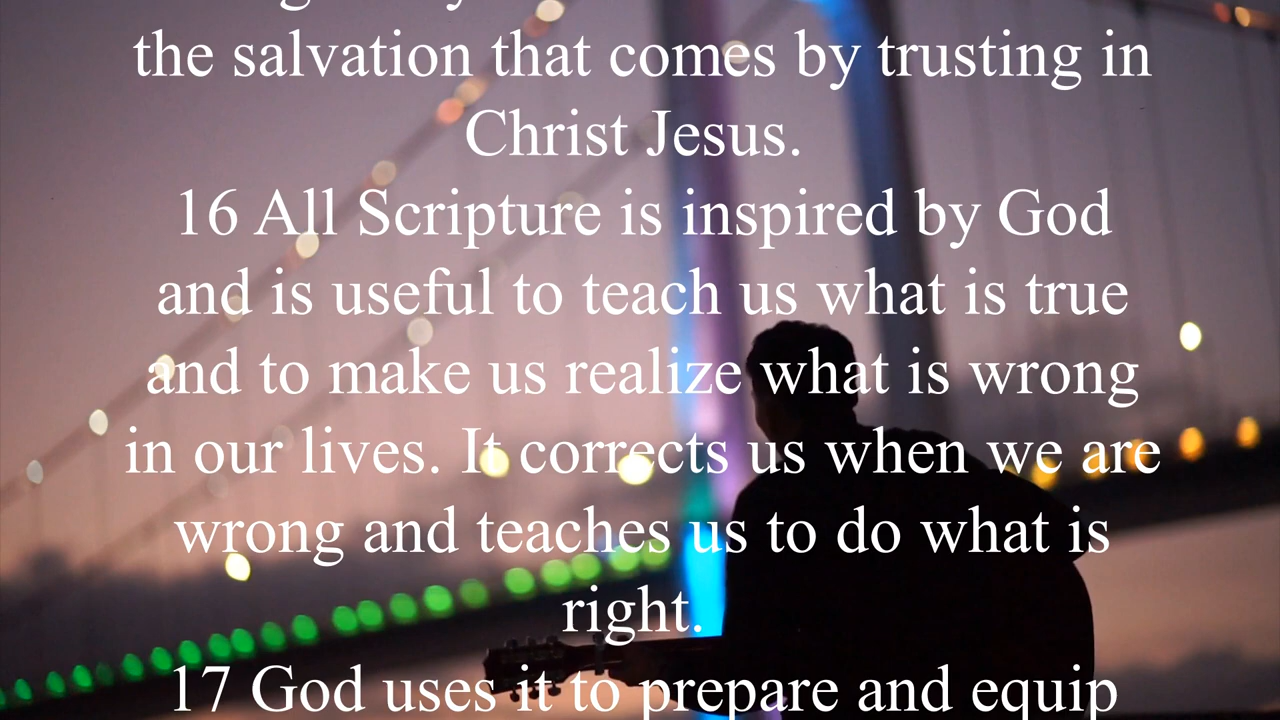 the salvation that comes by trusting in
Christ Jesus.
16 All Scripture is inspired by God
and is useful to teach us what is true
and to make us realize what is wrong
in our lives. It corrects us when we are
wrong and teaches us to do what is
right.
17 God uses it to prepare and equip